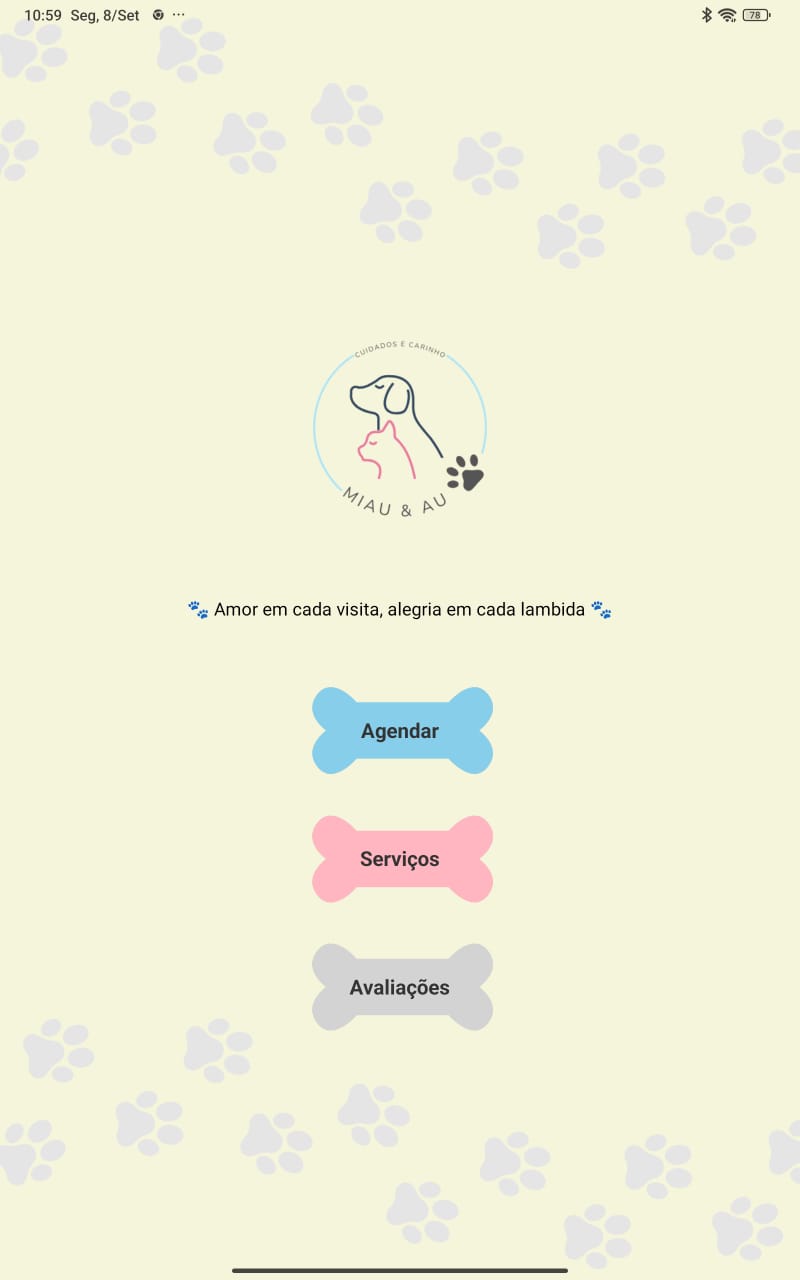 10:59 Seg, 8/Set ···
78
CUIDADOS E CARINHO
MIAU & AU
🐾 Amor em cada visita, alegria em cada lambida 🐾
Agendar
Serviços
Avaliações